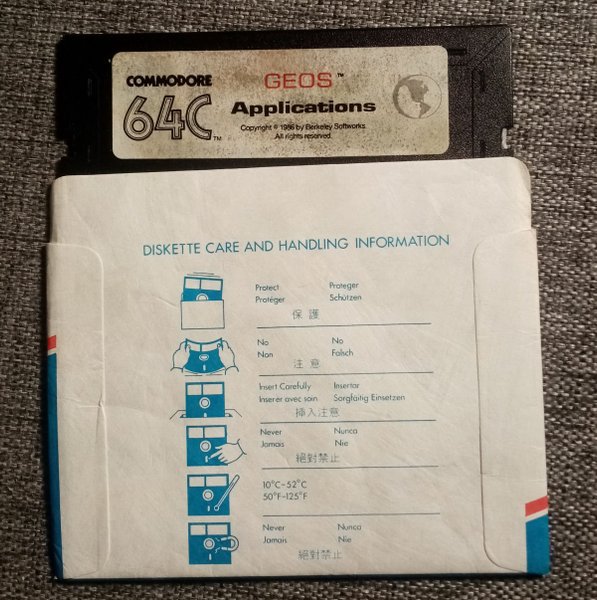 COMMODORE
64C™
GEOS™
Applications
Copyright © 1986 by Berkeley Softworks
All rights reserved.
DISKETTE CARE AND HANDLING INFORMATION
Protect Proteger
Protéger Schützen
保護
No No
Non Falsch
注意
Insert Carefully Insertar
Inserer avec soin Sorgfältig Einsetzen
挿入注意
Never Nunca
Jamais Nie
絕對禁止
10°C–52°C
50°F–125°F
Never Nunca
Jamais Nie
絕對禁止